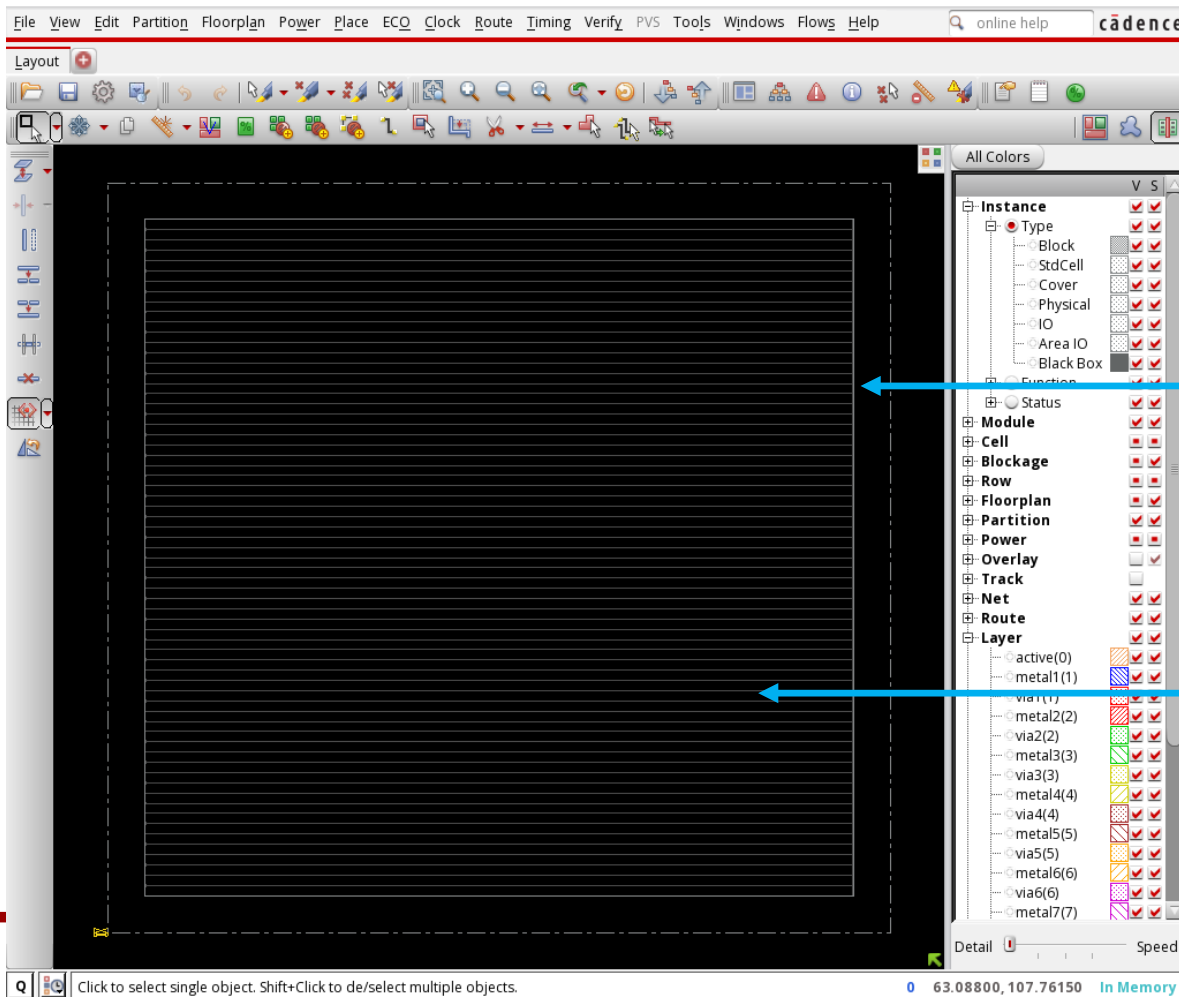 File View Edit Partition Floorplan Power Place ECO Clock Route Timing Verify PVS Tools Windows Flows Help online help cādence
Layout
All Colors
V S
Instance
Type
Block
StdCell
Cover
Physical
IO
Area IO
Black Box
Function
Status
Module
Cell
Blockage
Row
Floorplan
Partition
Power
Overlay
Track
Net
Route
Layer
active(0)
metal1(1)
via1(1)
metal2(2)
via2(2)
metal3(3)
via3(3)
metal4(4)
via4(4)
metal5(5)
via5(5)
metal6(6)
via6(6)
metal7(7)
Detail Speed
Q Click to select single object. Shift+Click to de/select multiple objects. 0 63.08800, 107.76150 In Memory